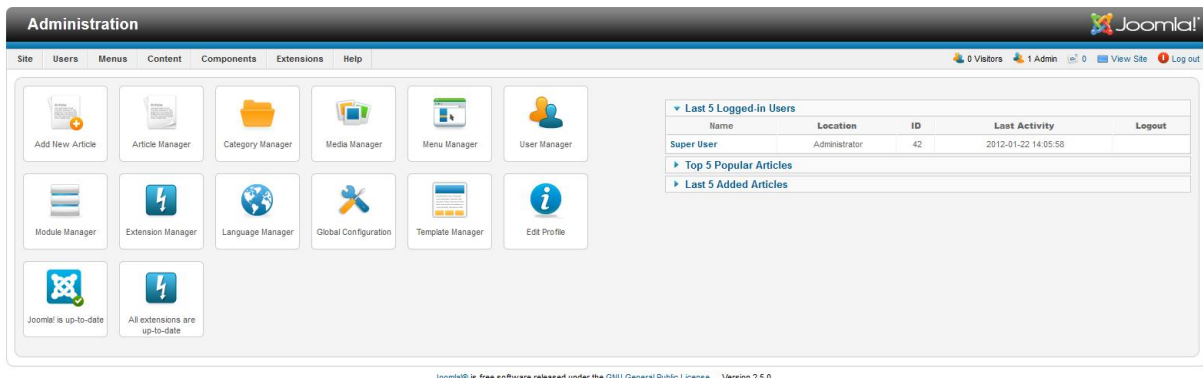 Administration
Joomla!
Site Users Menus Content Components Extensions Help
0 Visitors 1 Admin 0 View Site Log out
Add New Article
Article Manager
Category Manager
Media Manager
Menu Manager
User Manager
Module Manager
Extension Manager
Language Manager
Global Configuration
Template Manager
Edit Profile
Joomla! is up-to-date
All extensions are
up-to-date
Last 5 Logged-in Users
Name Location ID Last Activity Logout
Super User Administrator 42 2012-01-22 14:05:58
Top 5 Popular Articles
Last 5 Added Articles
Joomla!® is free software released under the GNU General Public License. Version 2.5.0